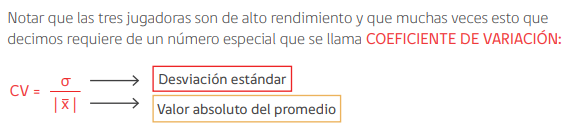 Notar que las tres jugadoras son de alto rendimiento y que muchas veces esto que
decimos requiere de un número especial que se llama COEFICIENTE DE VARIACIÓN:
CV = σ / |x̄|
Desviación estándar
Valor absoluto del promedio